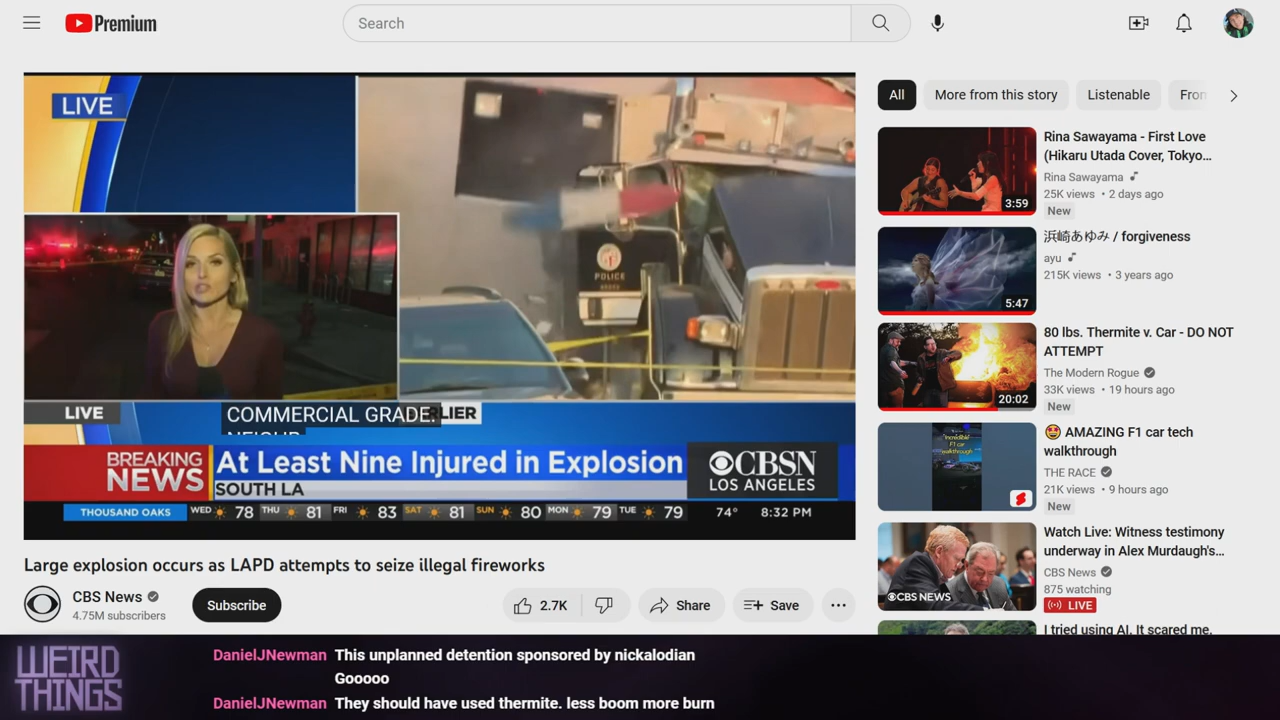 Premium
Search
LIVE
POLICE
LIVE
COMMERCIAL GRADE.
LIER
BREAKING
NEWS
At Least Nine Injured in Explosion
SOUTH LA
CBSN
LOS ANGELES
THOUSAND OAKS
WED 78 THU 81 FRI 83 SAT 81 SUN 80 MON 79 TUE 79
74° 8:32 PM
Large explosion occurs as LAPD attempts to seize illegal fireworks
CBS News
4.75M subscribers
Subscribe
2.7K
Share
Save
All
More from this story
Listenable
Fron
Rina Sawayama - First Love
(Hikaru Utada Cover, Tokyo…
Rina Sawayama
25K views • 2 days ago
New
3:59
浜崎あゆみ / forgiveness
ayu
215K views • 3 years ago
5:47
80 lbs. Thermite v. Car - DO NOT
ATTEMPT
The Modern Rogue
33K views • 19 hours ago
New
20:02
🤩 AMAZING F1 car tech
walkthrough
THE RACE
21K views • 9 hours ago
New
Watch Live: Witness testimony
underway in Alex Murdaugh's…
CBS News
875 watching
LIVE
CBS NEWS
I tried using AI. It scared me.
WEIRD
THINGS
DanielJNewman This unplanned detention sponsored by nickalodian
Gooooo
DanielJNewman They should have used thermite. less boom more burn